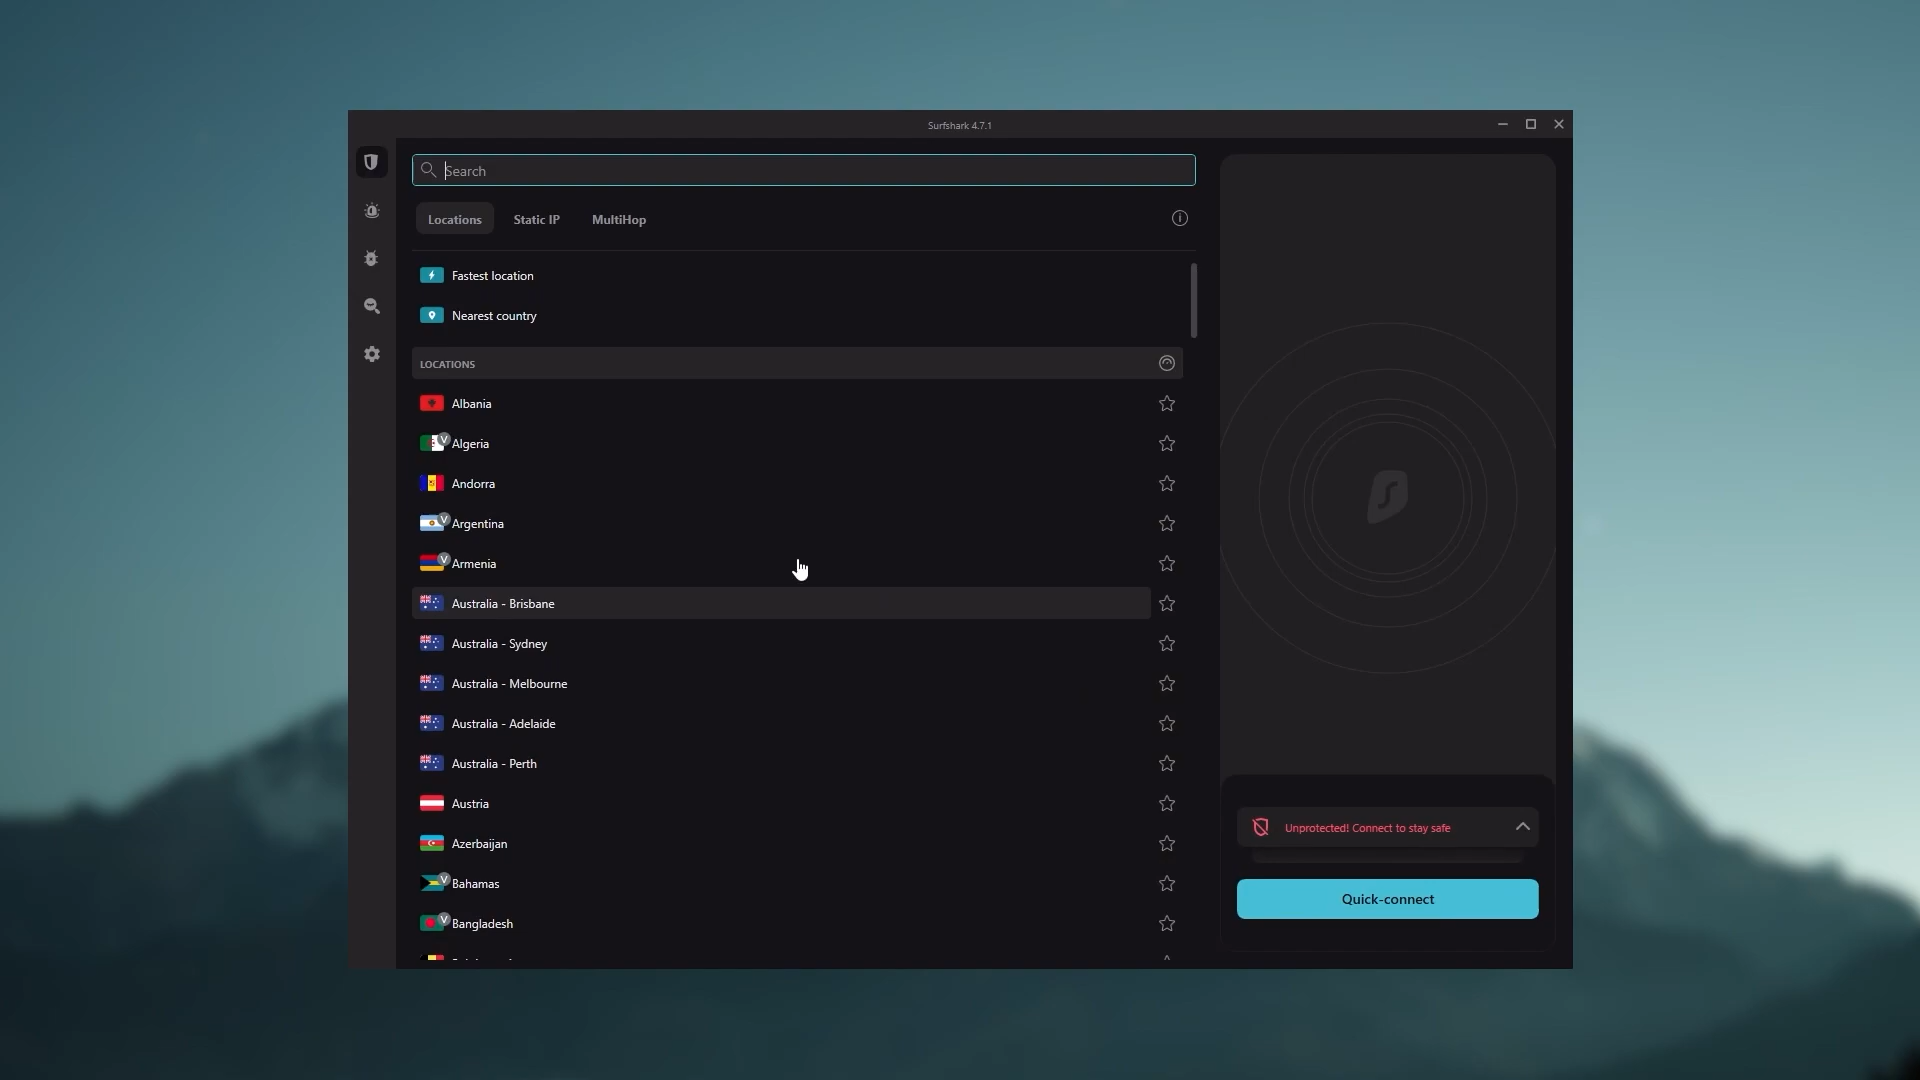 Surfshark 4.7.1
Search
Locations
Static IP
MultiHop
Fastest location
Nearest country
LOCATIONS
Albania
V
Algeria
Andorra
V
Argentina
V
Armenia
Australia - Brisbane
Australia - Sydney
Australia - Melbourne
Australia - Adelaide
Australia - Perth
Austria
Azerbaijan
V
Bahamas
V
Bangladesh
Unprotected! Connect to stay safe
Quick-connect